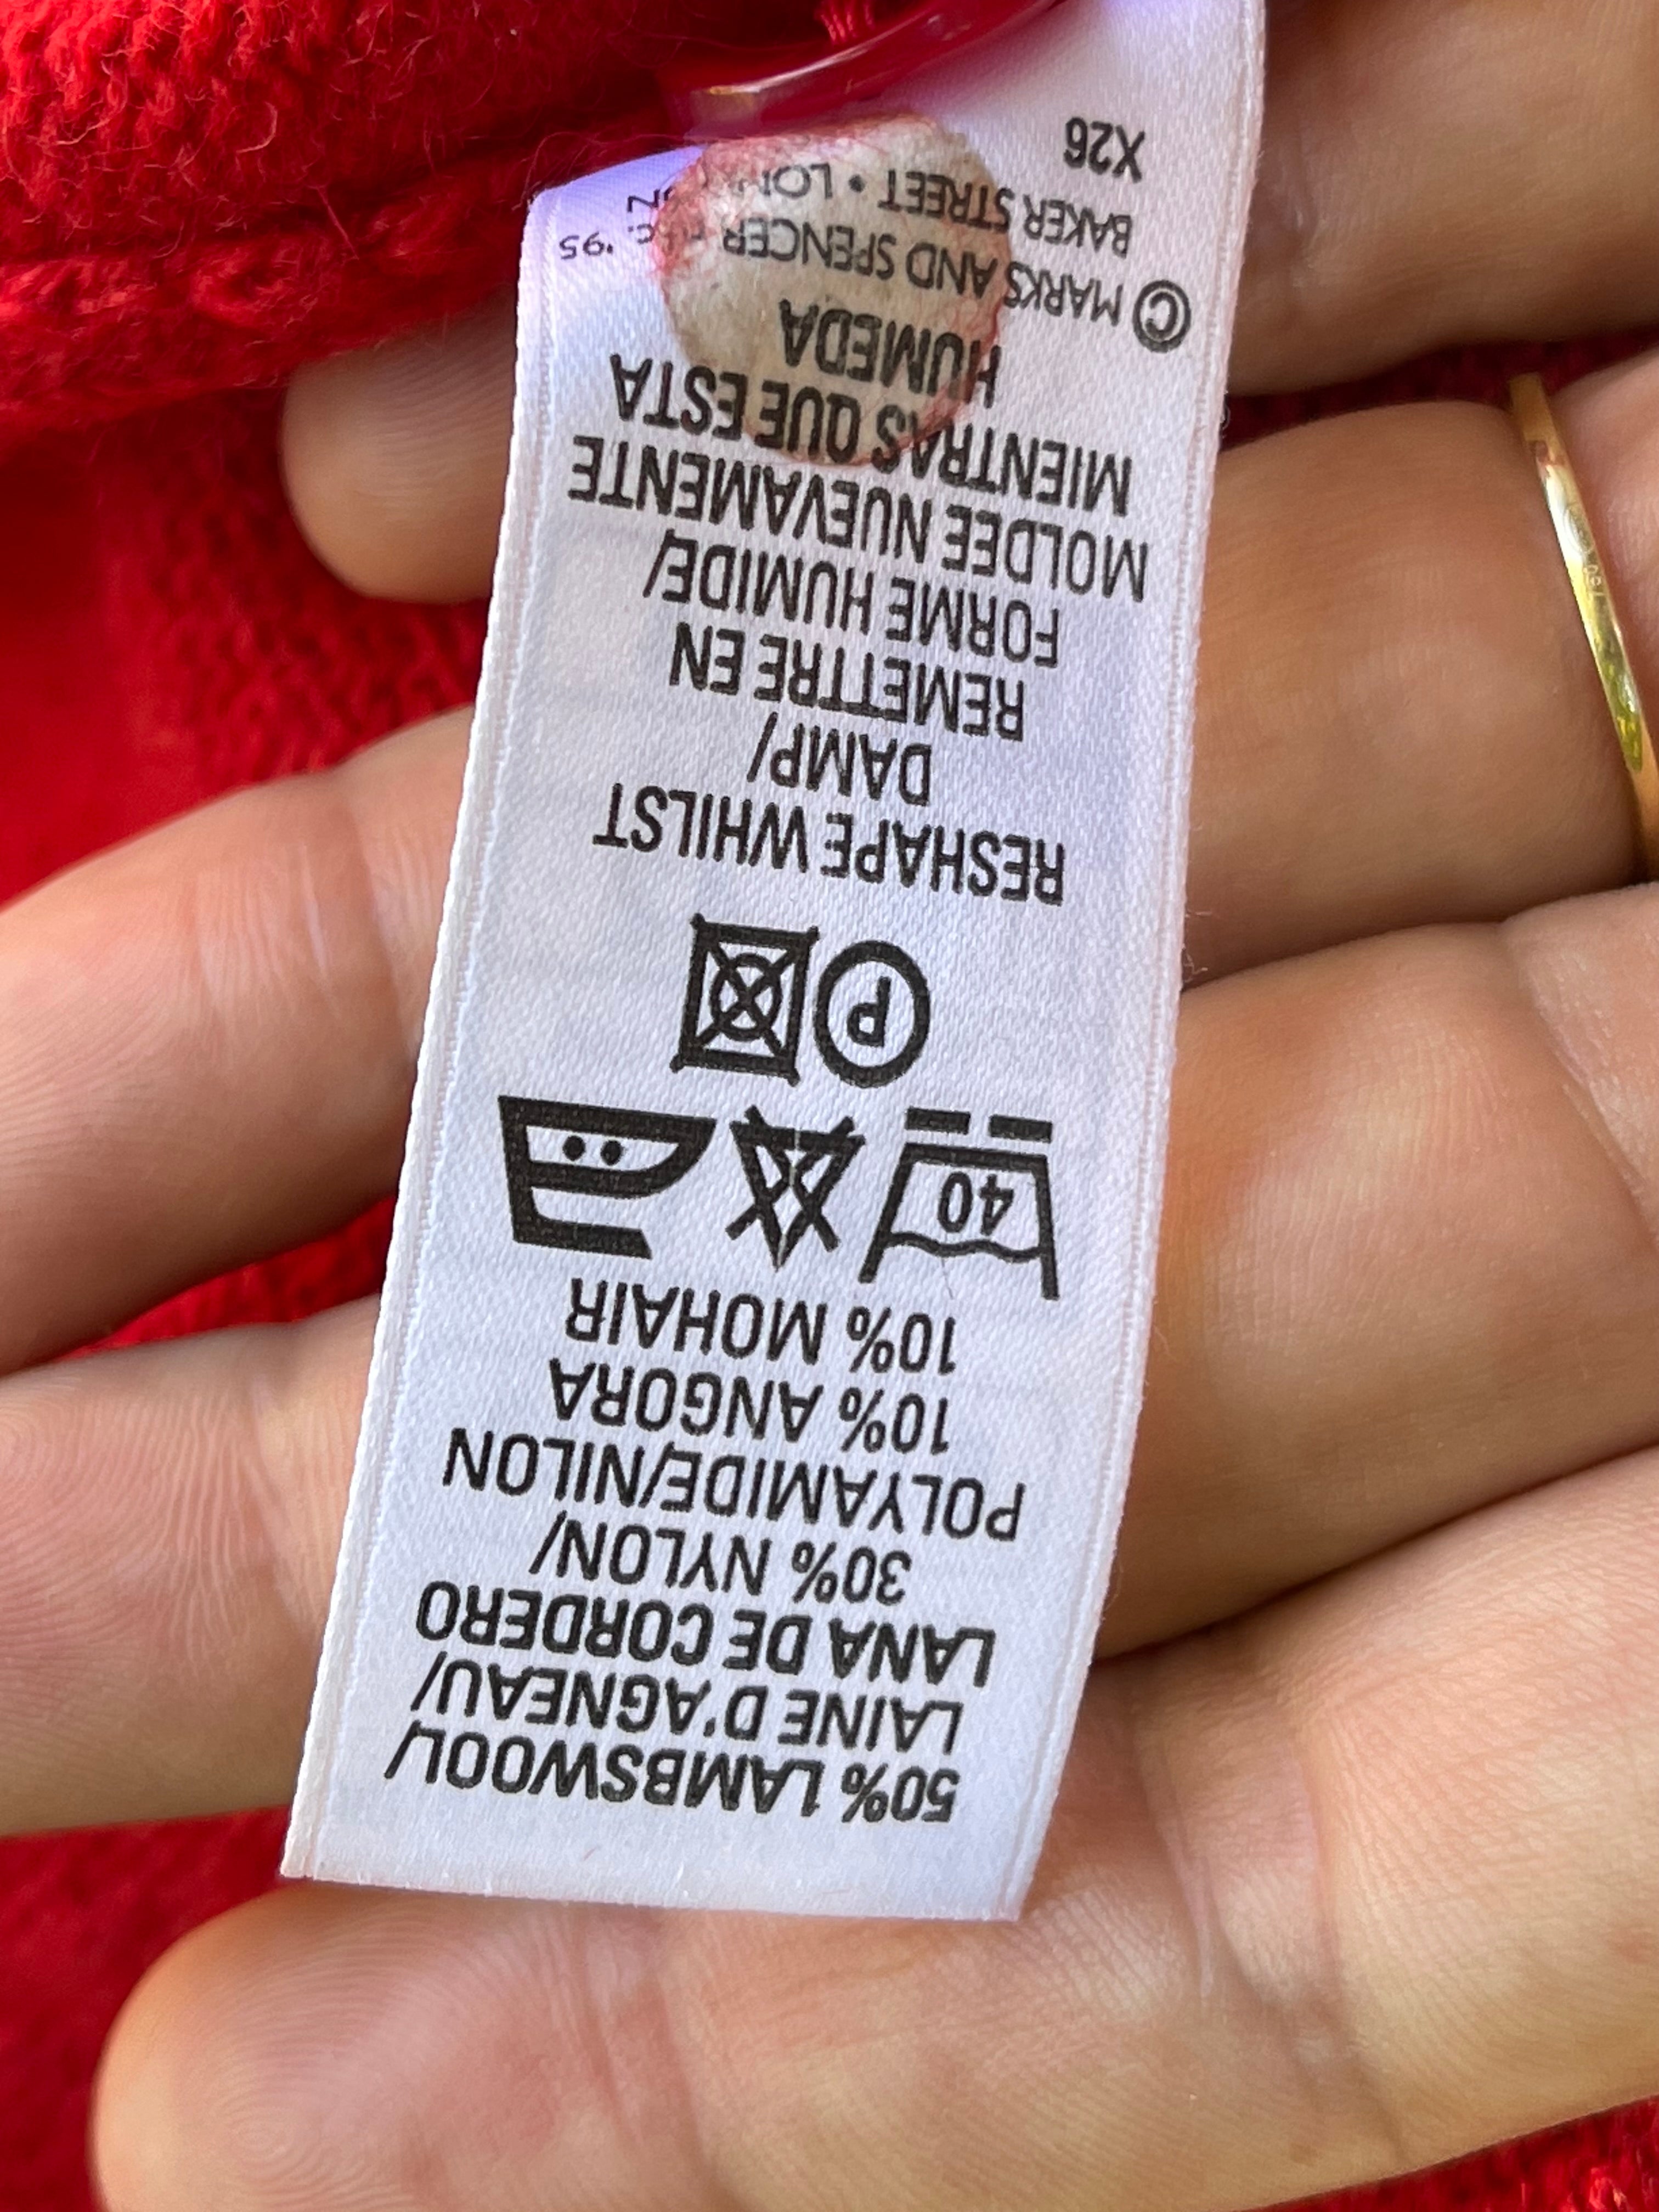 50% LAMBSWOOL/
LAINE D'AGNEAU/
LANA DE CORDERO
30% NYLON/
POLYAMIDE/NILON
10% ANGORA
10% MOHAIR
40
P
RESHAPE WHILST
DAMP/
REMETTRE EN
FORME HUMIDE/
MOLDEE NUEVAMENTE
MIENTRAS QUE ESTA
HUMEDA
© MARKS AND SPENCER '95
BAKER STREET •
X26